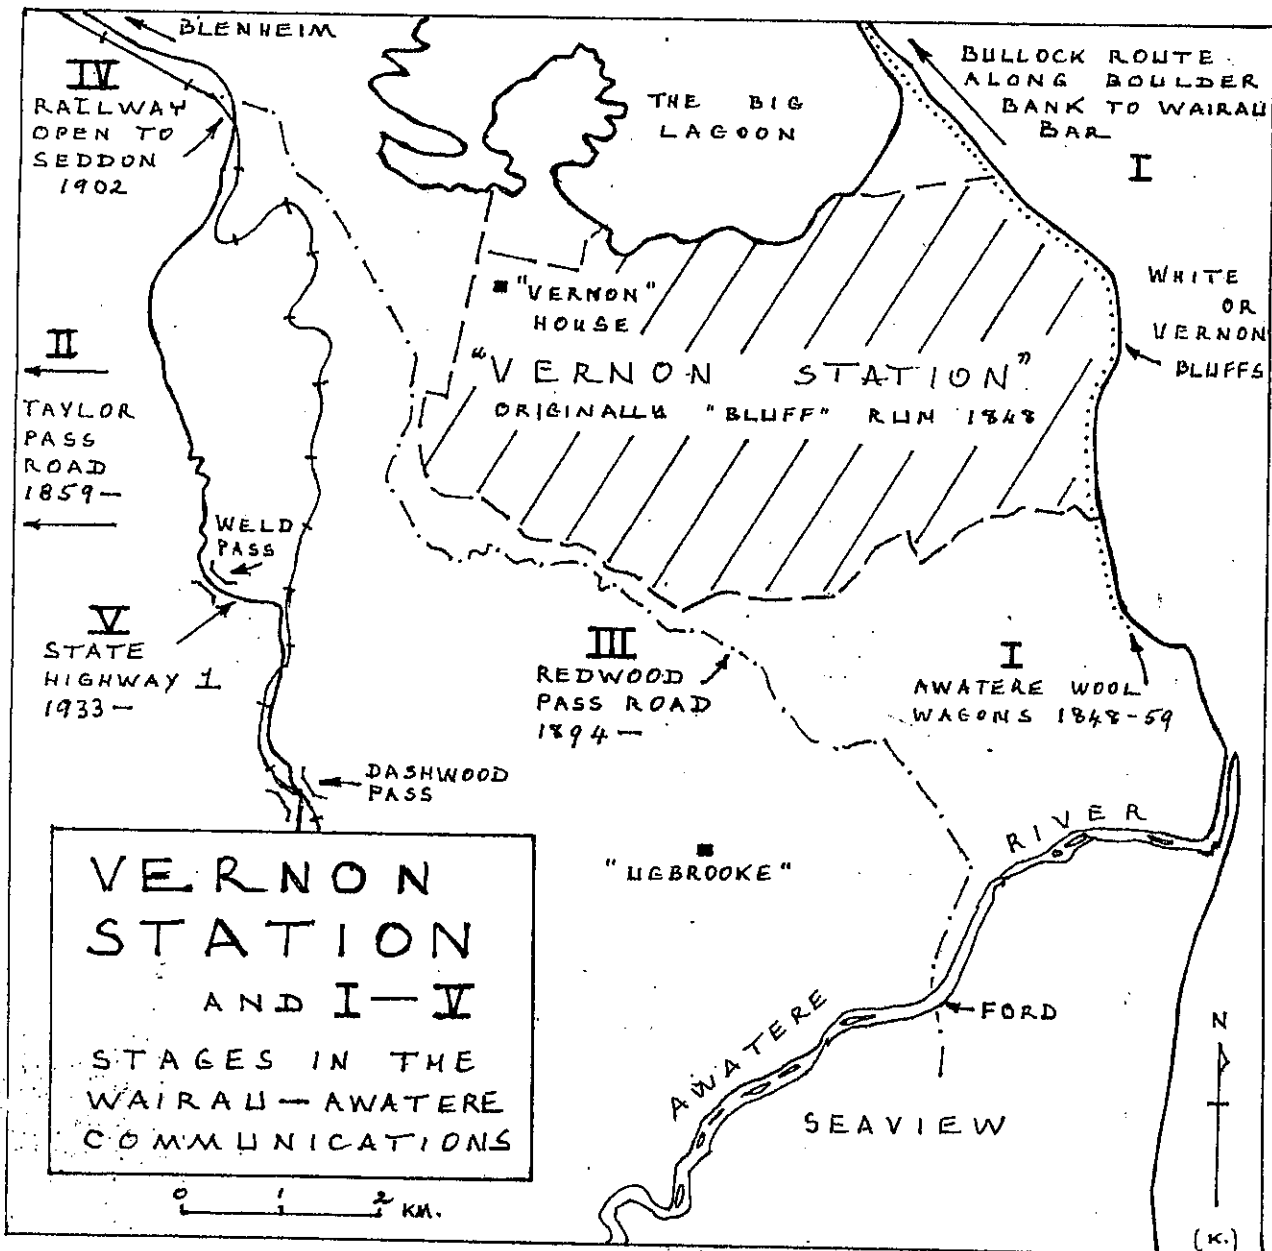 BLENHEIM
IV
RAILWAY
OPEN TO
SEDDON
1902
THE BIG
LAGOON
BULLOCK ROUTE
ALONG BOULDER
BANK TO WAIRAU
BAR
I
"VERNON"
HOUSE
WHITE
OR
VERNON
BLUFFS
"VERNON STATION"
ORIGINALLY "BLUFF" RUN 1848
II
TAYLOR
PASS
ROAD
1859—
WELD
PASS
V
STATE
HIGHWAY 1
1933—
III
REDWOOD
PASS ROAD
1894—
I
AWATERE WOOL
WAGONS 1848-59
DASHWOOD
PASS
"UGBROOKE"
AWATERE RIVER
FORD
SEAVIEW
VERNON
STATION
AND I—V
STAGES IN THE
WAIRAU—AWATERE
COMMUNICATIONS
0 1 2 KM.
N
(K.)